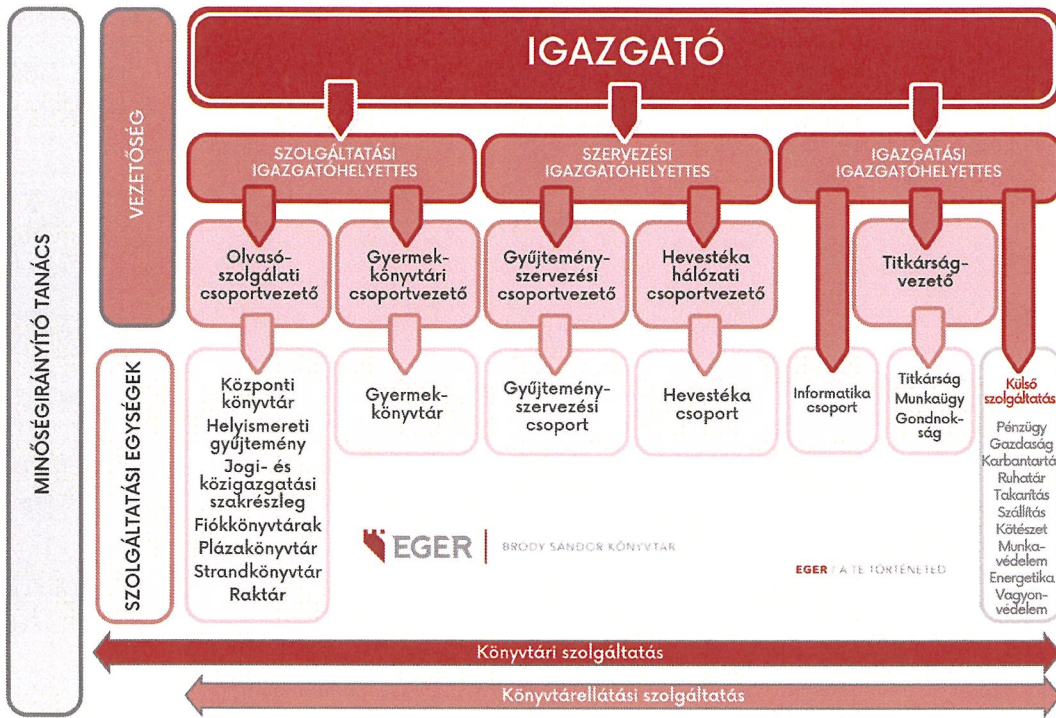 MINŐSÉGIRÁNYÍTÓ TANÁCS
VEZETŐSÉG
SZOLGÁLTATÁSI EGYSÉGEK
IGAZGATÓ
SZOLGÁLTATÁSI
IGAZGATÓHELYETTES
SZERVEZÉSI
IGAZGATÓHELYETTES
IGAZGATÁSI
IGAZGATÓHELYETTES
Olvasó-
szolgálati
csoportvezető
Gyermek-
könyvtári
csoportvezető
Gyűjtemény-
szervezési
csoportvezető
Hevestéka
hálózati
csoportvezető
Titkárság-
vezető
Központi
könyvtár
Helyismereti
gyűjtemény
Jogi- és
közigazgatási
szakrészleg
Fiókkönyvtárak
Plázakönyvtár
Strandkönyvtár
Raktár
Gyermek-
könyvtár
Gyűjtemény-
szervezési
csoport
Hevestéka
csoport
Informatika
csoport
Titkárság
Munkaügy
Gondnok-
ság
Külső
szolgáltatás
Pénzügy
Gazdaság
Karbantartá
Ruhatár
Takarítás
Szállítás
Kötészet
Munka-
védelem
Energetika
Vagyon-
védelem
EGER
BRÓDY SÁNDOR KÖNYVTÁR
EGER / A TE TÖRTÉNETED
Könyvtári szolgáltatás
Könyvtárellátási szolgáltatás